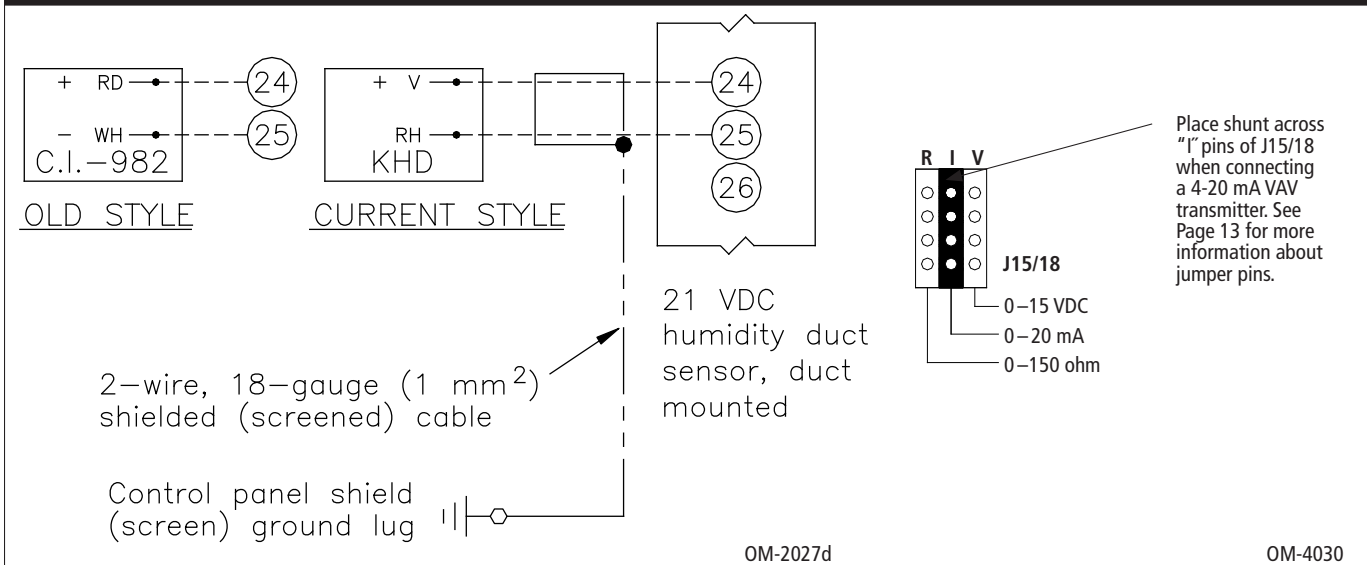 + RD
24
- WH
25
C.I.-982
OLD STYLE
+ V
RH
KHD
CURRENT STYLE
24
25
26
21 VDC
humidity duct
sensor, duct
mounted
2-wire, 18-gauge (1 mm²)
shielded (screened) cable
Control panel shield
(screen) ground lug
OM-2027d
R I V
J15/18
0–15 VDC
0–20 mA
0–150 ohm
Place shunt across
"I" pins of J15/18
when connecting
a 4-20 mA VAV
transmitter. See
Page 13 for more
information about
jumper pins.
OM-4030